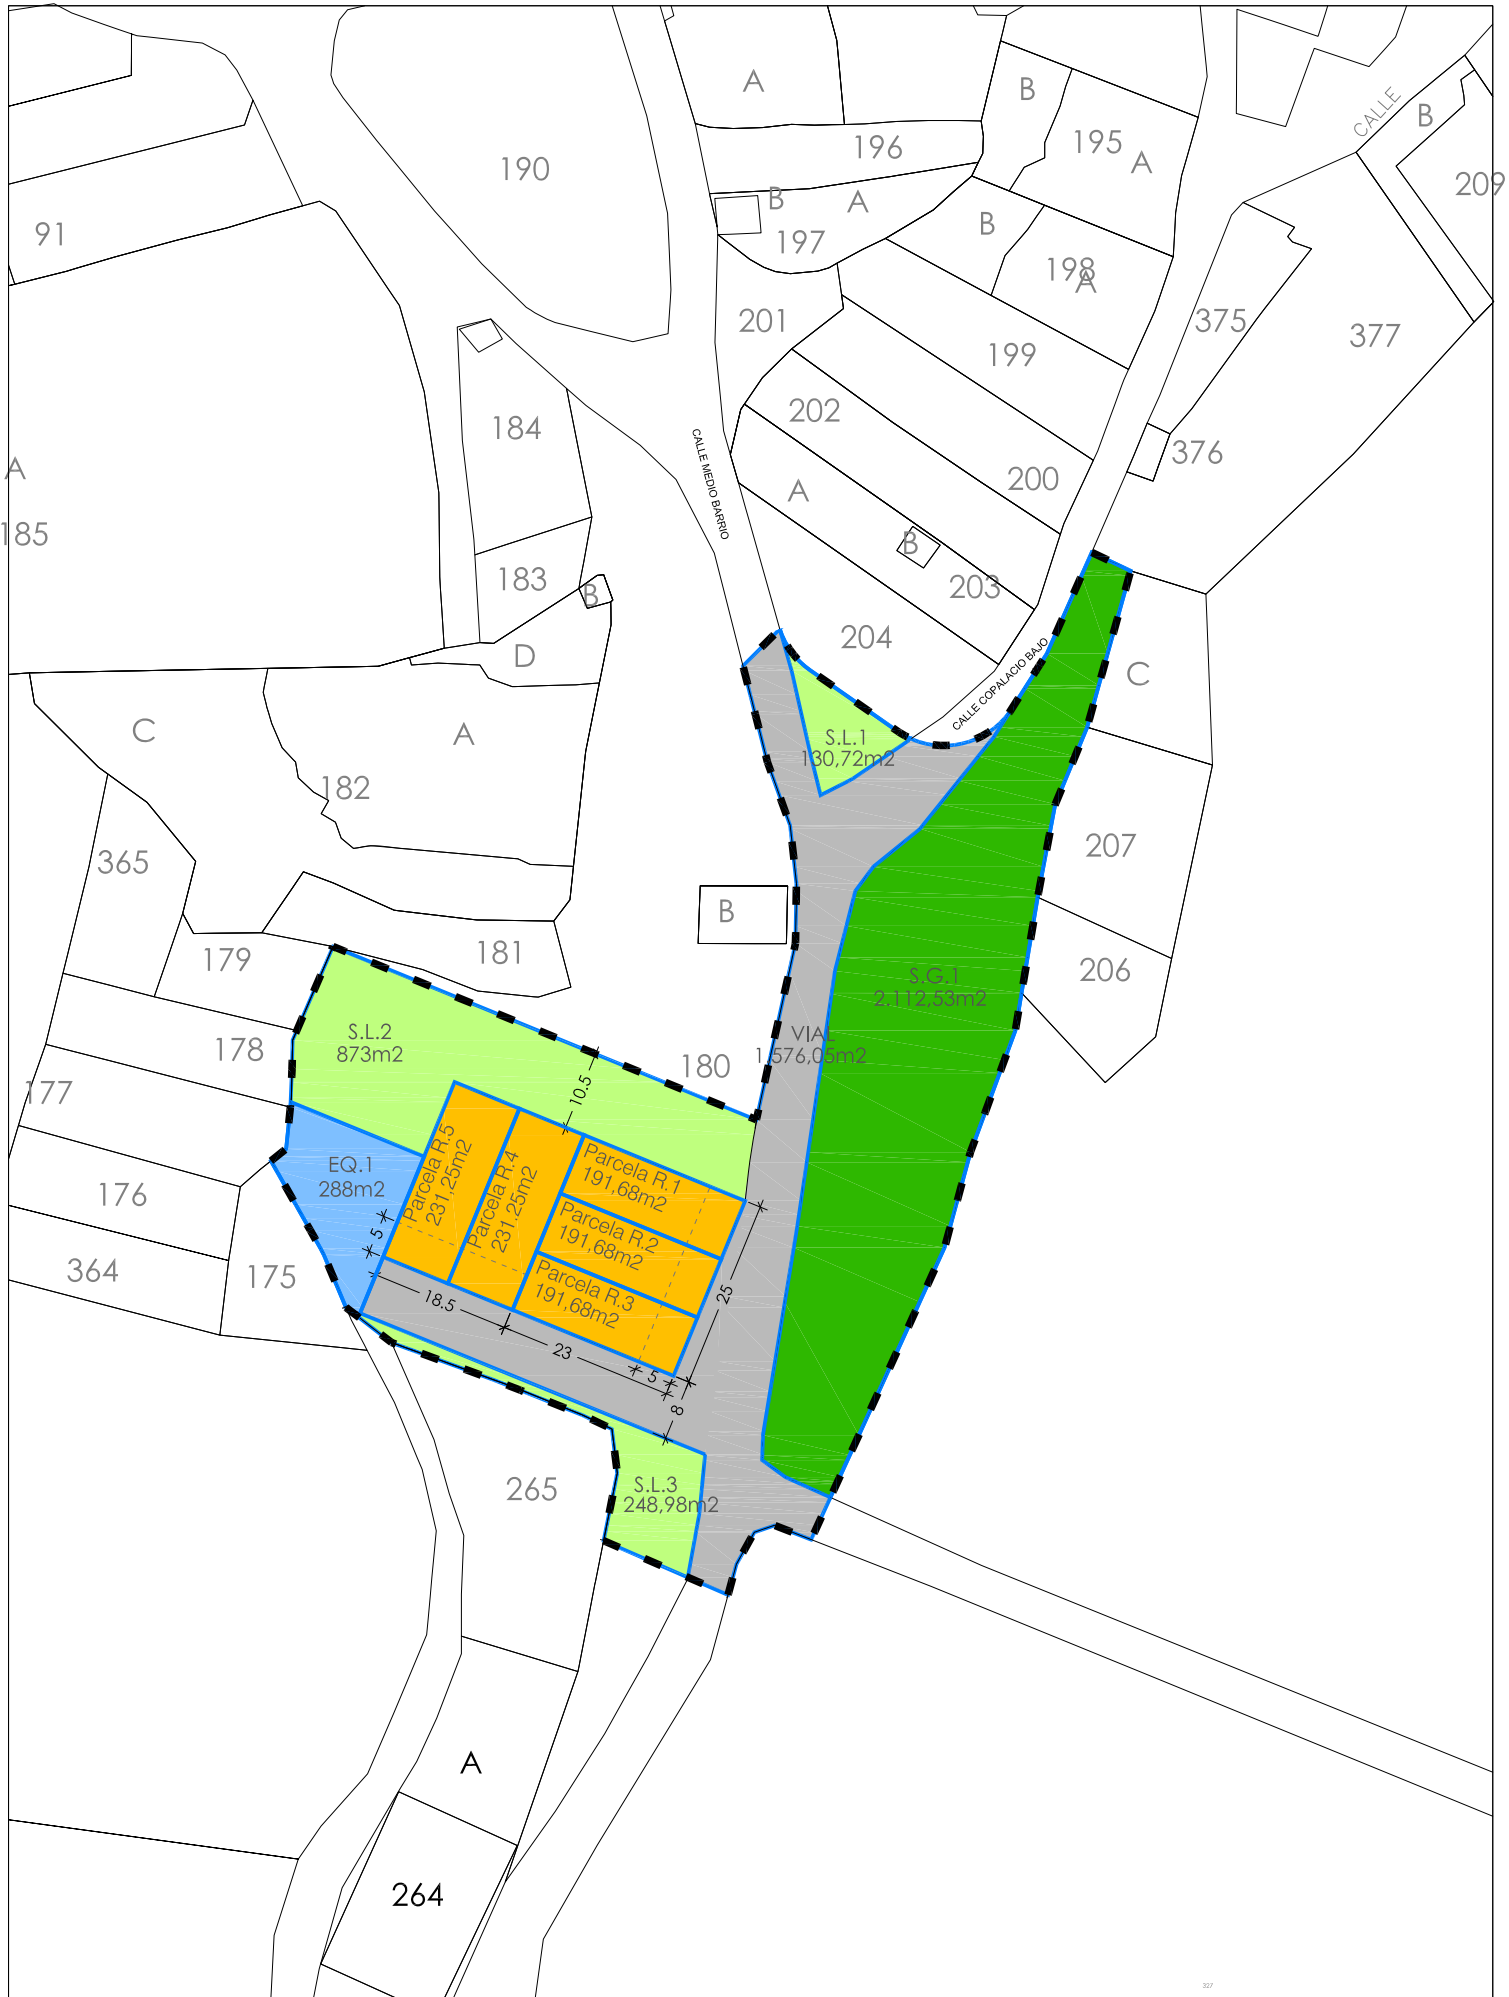 A
B
CALLE
B
195
A
196
190
209
B
A
91
197
B
198
A
201
375
377
199
202
184
CALLE MEDIO BARRIO
376
A
185
200
A
B
183
203
B
204
CALLE COPALACIO BAJO
D
C
C
A
S.L.1
130,72m2
182
207
365
B
181
179
206
S.G.1
2.112,53m2
S.L.2
873m2
VIAL
1.576,05m2
178
180
177
10.5
EQ.1
288m2
Parcela R.5
231,25m2
Parcela R.4
231.25m2
Parcela R.1
191,68m2
176
Parcela R.2
191,68m2
5
364
175
Parcela R.3
191,68m2
18.5
25
23
5
8
265
S.L.3
248,98m2
A
264
327